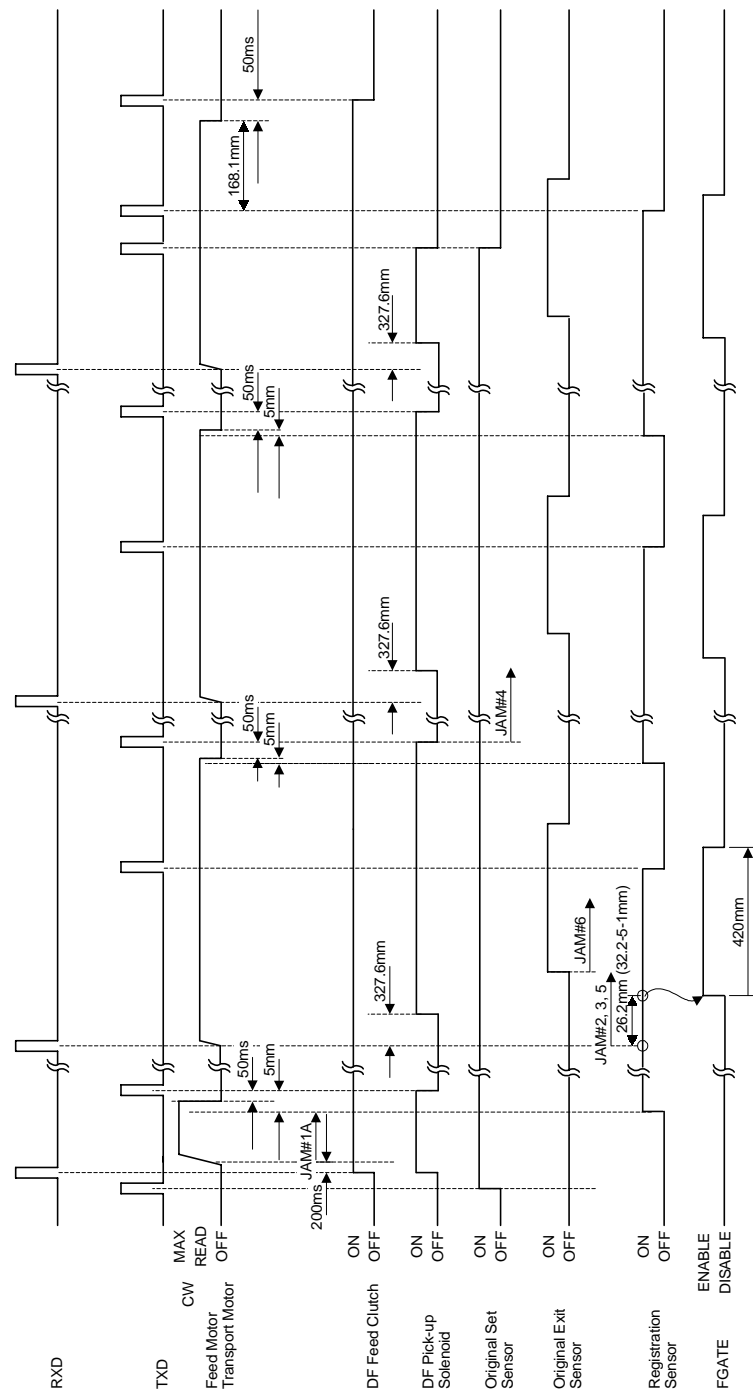 RXD
TXD
CW
MAX
READ
OFF
Feed Motor
Transport Motor
ON
OFF
DF Feed Clutch
ON
OFF
DF Pick-up
Solenoid
ON
OFF
Original Set
Sensor
ON
OFF
Original Exit
Sensor
ON
OFF
Registration
Sensor
ENABLE
DISABLE
FGATE
200ms
JAM#1A
50ms
5mm
327.6mm
JAM#2, 3, 5
26.2mm (32.2-5-1mm)
JAM#6
420mm
50ms
5mm
JAM#4
327.6mm
50ms
5mm
327.6mm
168.1mm
50ms